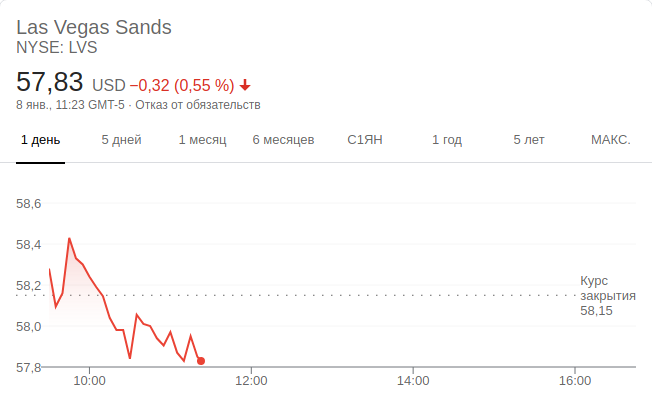 Las Vegas Sands
NYSE: LVS
57,83 USD −0,32 (0,55 %)
8 янв., 11:23 GMT-5 · Отказ от обязательств
1 день 5 дней 1 месяц 6 месяцев С1ЯН 1 год 5 лет МАКС.
58,6
58,4
58,2
58,0
57,8
Курс
закрытия
58,15
10:00 12:00 14:00 16:00